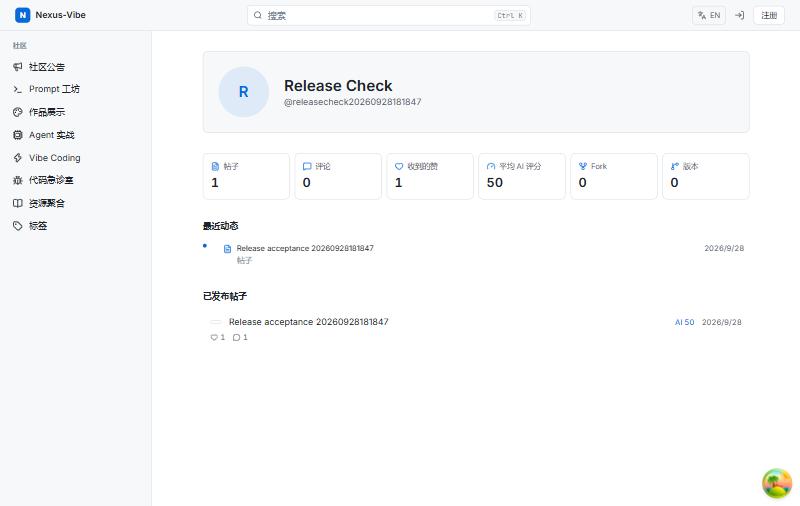 N Nexus-Vibe 搜索 Ctrl K EN 注册
社区
社区公告
Prompt 工坊
作品展示
Agent 实战
Vibe Coding
代码急诊室
资源聚合
标签
R
Release Check
@releasecheck20260928181847
帖子 评论 收到的赞 平均 AI 评分 Fork 版本
1 0 1 50 0 0
最近动态
Release acceptance 20260928181847 2026/9/28
帖子
已发布帖子
Release acceptance 20260928181847 AI 50 2026/9/28
1 1